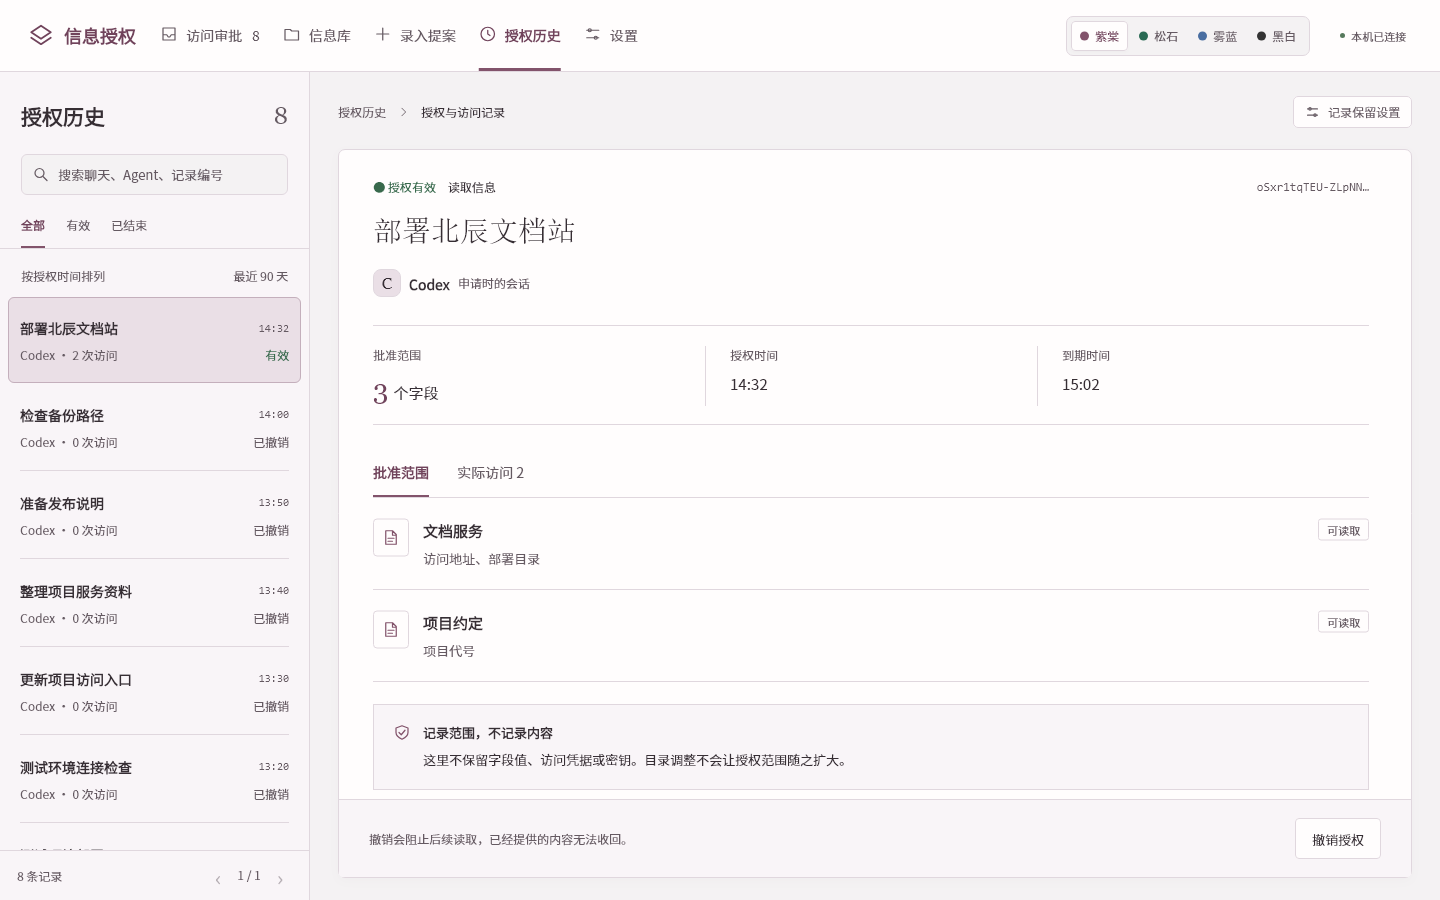 信息授权
访问审批 8
信息库
录入提案
授权历史
设置
紫棠
松石
雾蓝
黑白
本机已连接
授权历史 8
搜索聊天、Agent、记录编号
全部 有效 已结束
按授权时间排列 最近 90 天
部署北辰文档站 14:32
Codex · 2 次访问 有效
检查备份路径 14:00
Codex · 0 次访问 已撤销
准备发布说明 13:50
Codex · 0 次访问 已撤销
整理项目服务资料 13:40
Codex · 0 次访问 已撤销
更新项目访问入口 13:30
Codex · 0 次访问 已撤销
测试环境连接检查 13:20
Codex · 0 次访问 已撤销
8 条记录 ‹ 1 / 1 ›
授权历史 > 授权与访问记录
记录保留设置
授权有效 读取信息 oSxr1tqTEU-ZLpNN…
部署北辰文档站
C Codex 申请时的会话
批准范围 授权时间 到期时间
3 个字段 14:32 15:02
批准范围 实际访问 2
文档服务 可读取
访问地址、部署目录
项目约定 可读取
项目代号
记录范围，不记录内容
这里不保留字段值、访问凭据或密钥。目录调整不会让授权范围随之扩大。
撤销会阻止后续读取，已经提供的内容无法收回。 撤销授权